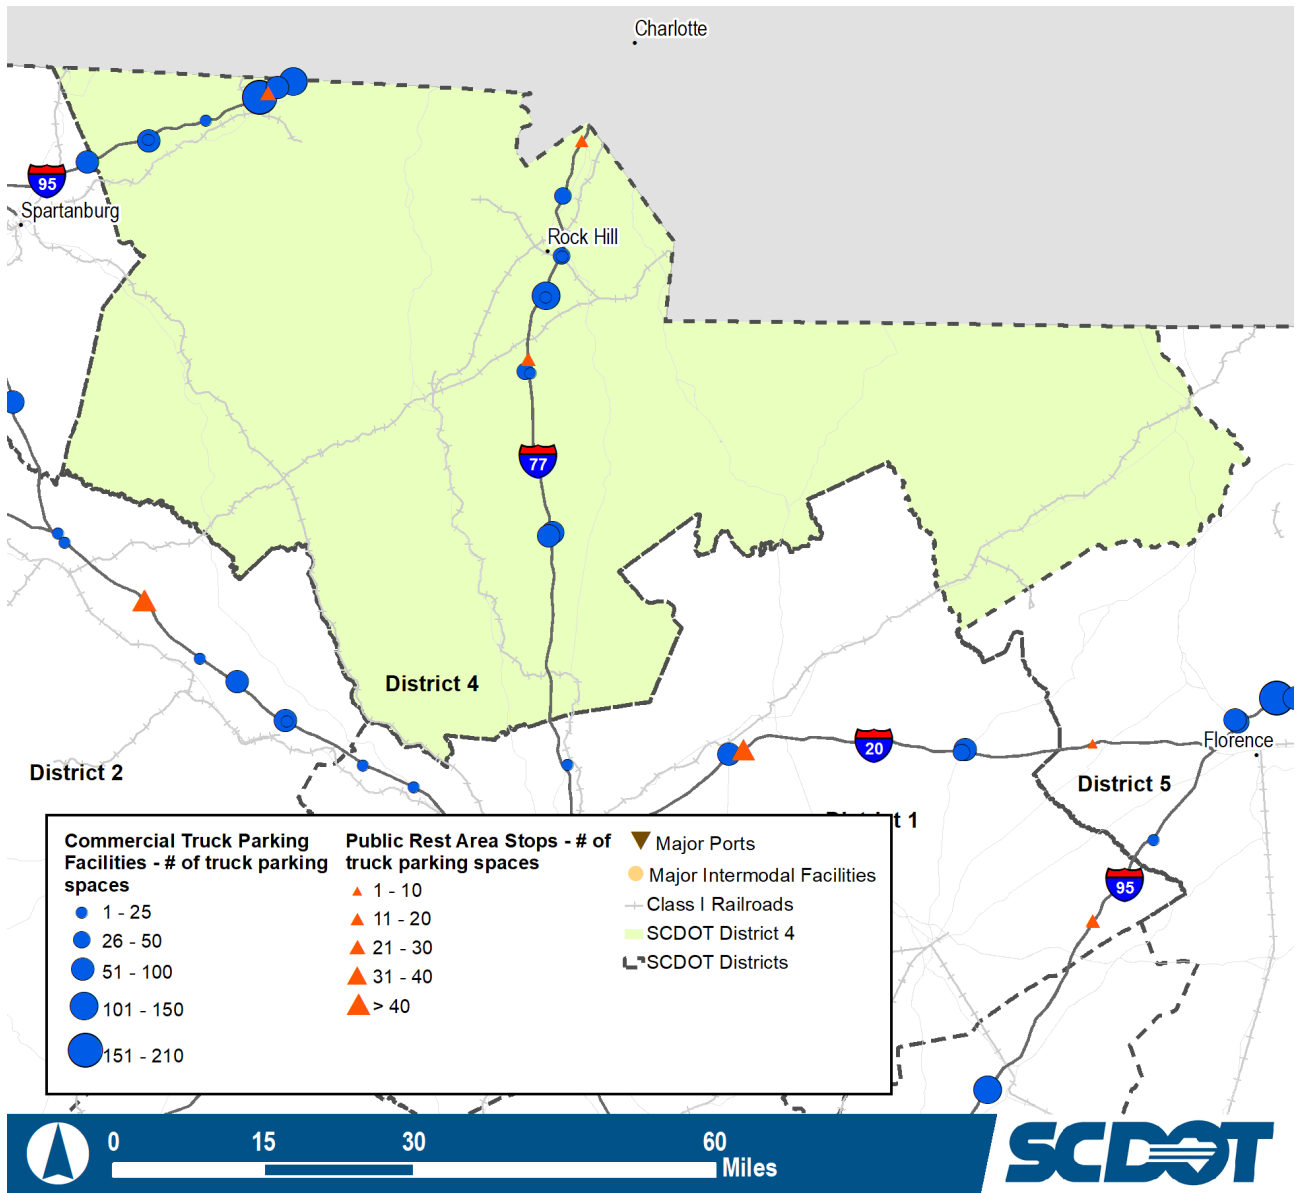 Charlotte
95
Spartanburg
Rock Hill
77
District 4
20
Florence
District 2
District 5
t 1
95
Commercial Truck Parking
Facilities - # of truck parking
spaces
1 - 25
26 - 50
51 - 100
101 - 150
151 - 210
Public Rest Area Stops - # of
truck parking spaces
1 - 10
11 - 20
21 - 30
31 - 40
> 40
Major Ports
Major Intermodal Facilities
Class I Railroads
SCDOT District 4
SCDOT Districts
0 15 30 60
Miles
SCDOT